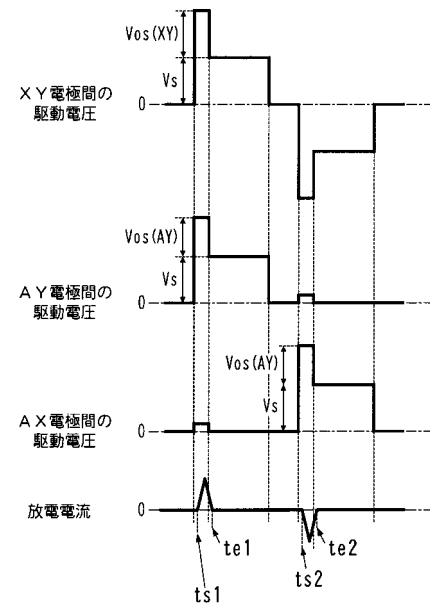 Vos(XY)
Vs
XY電極間の
駆動電圧
0
Vos(AY)
Vs
AY電極間の
駆動電圧
0
Vos(AY)
Vs
AX電極間の
駆動電圧
0
放電電流
0
te1
te2
ts1
ts2